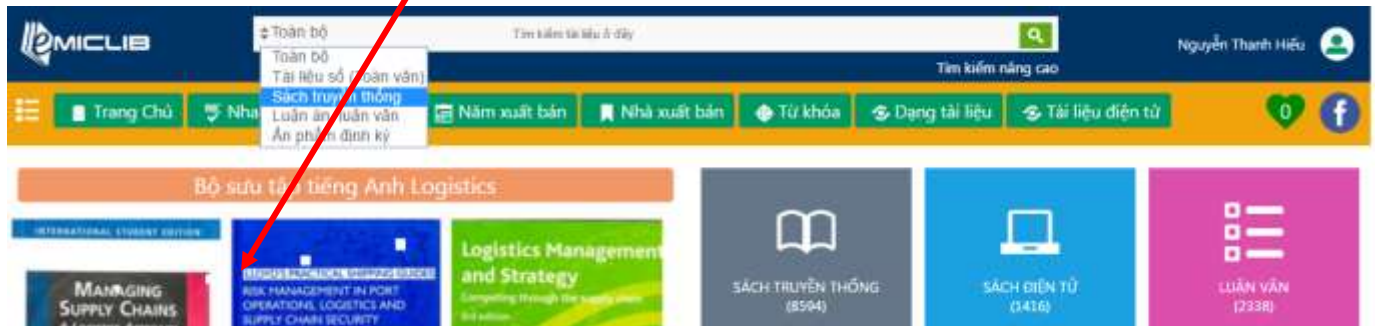 EMICLIB
Toàn bộ
Tìm kiếm tài liệu ở đây
Nguyễn Thanh Hiếu
Tìm kiếm nâng cao
Toàn bộ
Tài liệu số (Toàn văn)
Sách truyền thống
Luận án, luận văn
Ấn phẩm định kỳ
Trang Chủ
Nha
Năm xuất bản
Nhà xuất bản
Từ khóa
Dạng tài liệu
Tài liệu điện tử
0
f
Bộ sưu tập tiếng Anh Logistics
INTERNATIONAL STUDENT EDITION
MANAGING
SUPPLY CHAINS
LLOYD'S PRACTICAL SHIPPING GUIDES
RISK MANAGEMENT IN PORT
OPERATIONS, LOGISTICS AND
SUPPLY CHAIN SECURITY
Logistics Management
and Strategy
Competing through the supply chain
3rd edition
SÁCH TRUYỀN THỐNG
(8594)
SÁCH ĐIỆN TỬ
(1416)
LUẬN VĂN
(2338)